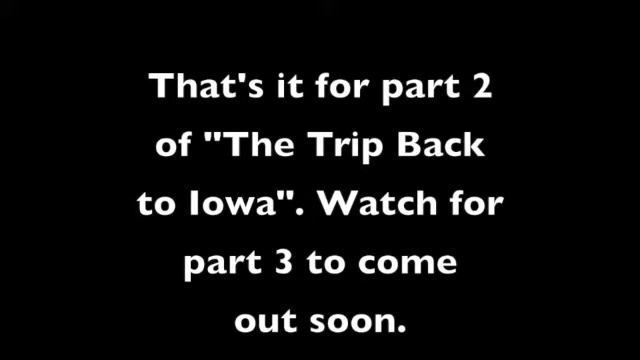 That's it for part 2
of "The Trip Back
to Iowa". Watch for
part 3 to come
out soon.